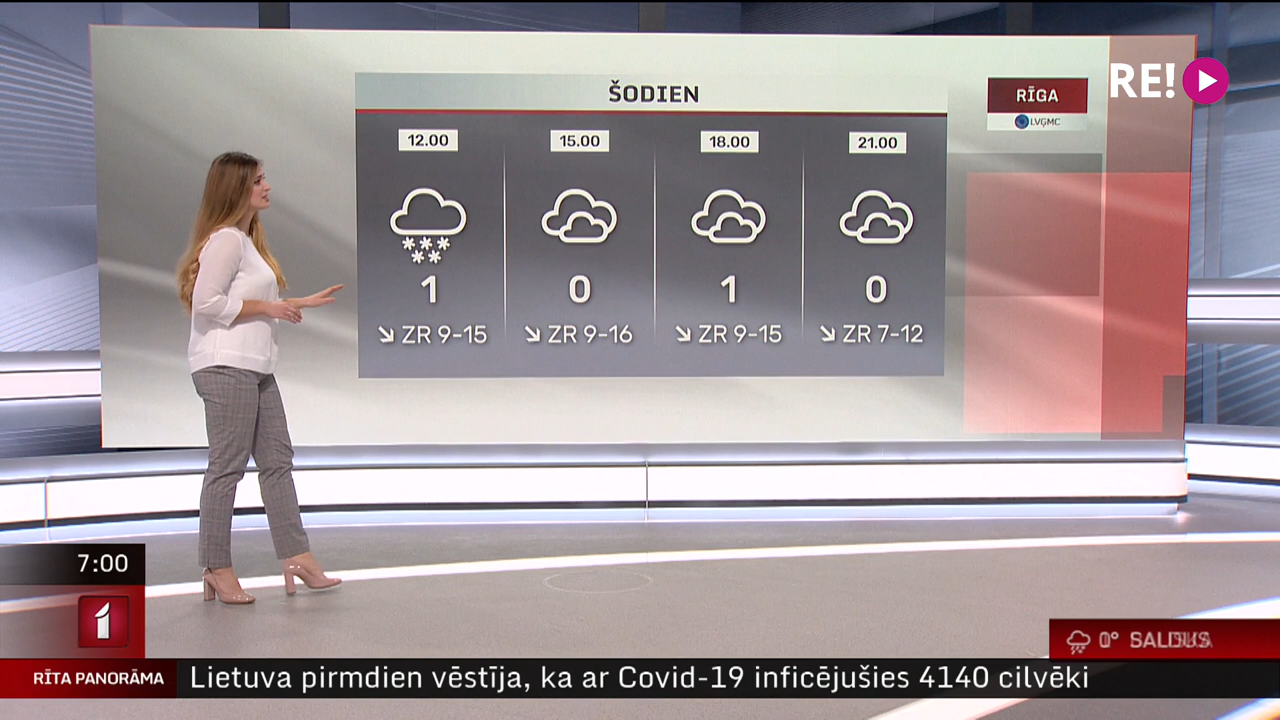 RE!
ŠODIEN
RĪGA
LVĢMC
12.00 15.00 18.00 21.00
1 0 1 0
ZR 9-15 ZR 9-16 ZR 9-15 ZR 7-12
7:00
1
0° SALDUS
RĪTA PANORĀMA Lietuva pirmdien vēstīja, ka ar Covid-19 inficējušies 4140 cilvēki